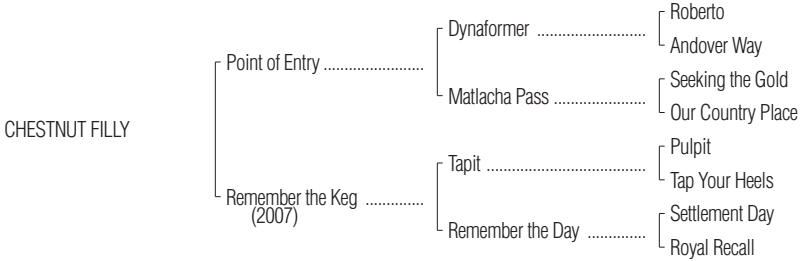 Roberto
Dynaformer ..........................
Andover Way
Point of Entry ........................
Seeking the Gold
Matlacha Pass ......................
Our Country Place
CHESTNUT FILLY
Pulpit
Tapit ......................................
Tap Your Heels
Remember the Keg ..............
(2007)
Settlement Day
Remember the Day ..............
Royal Recall